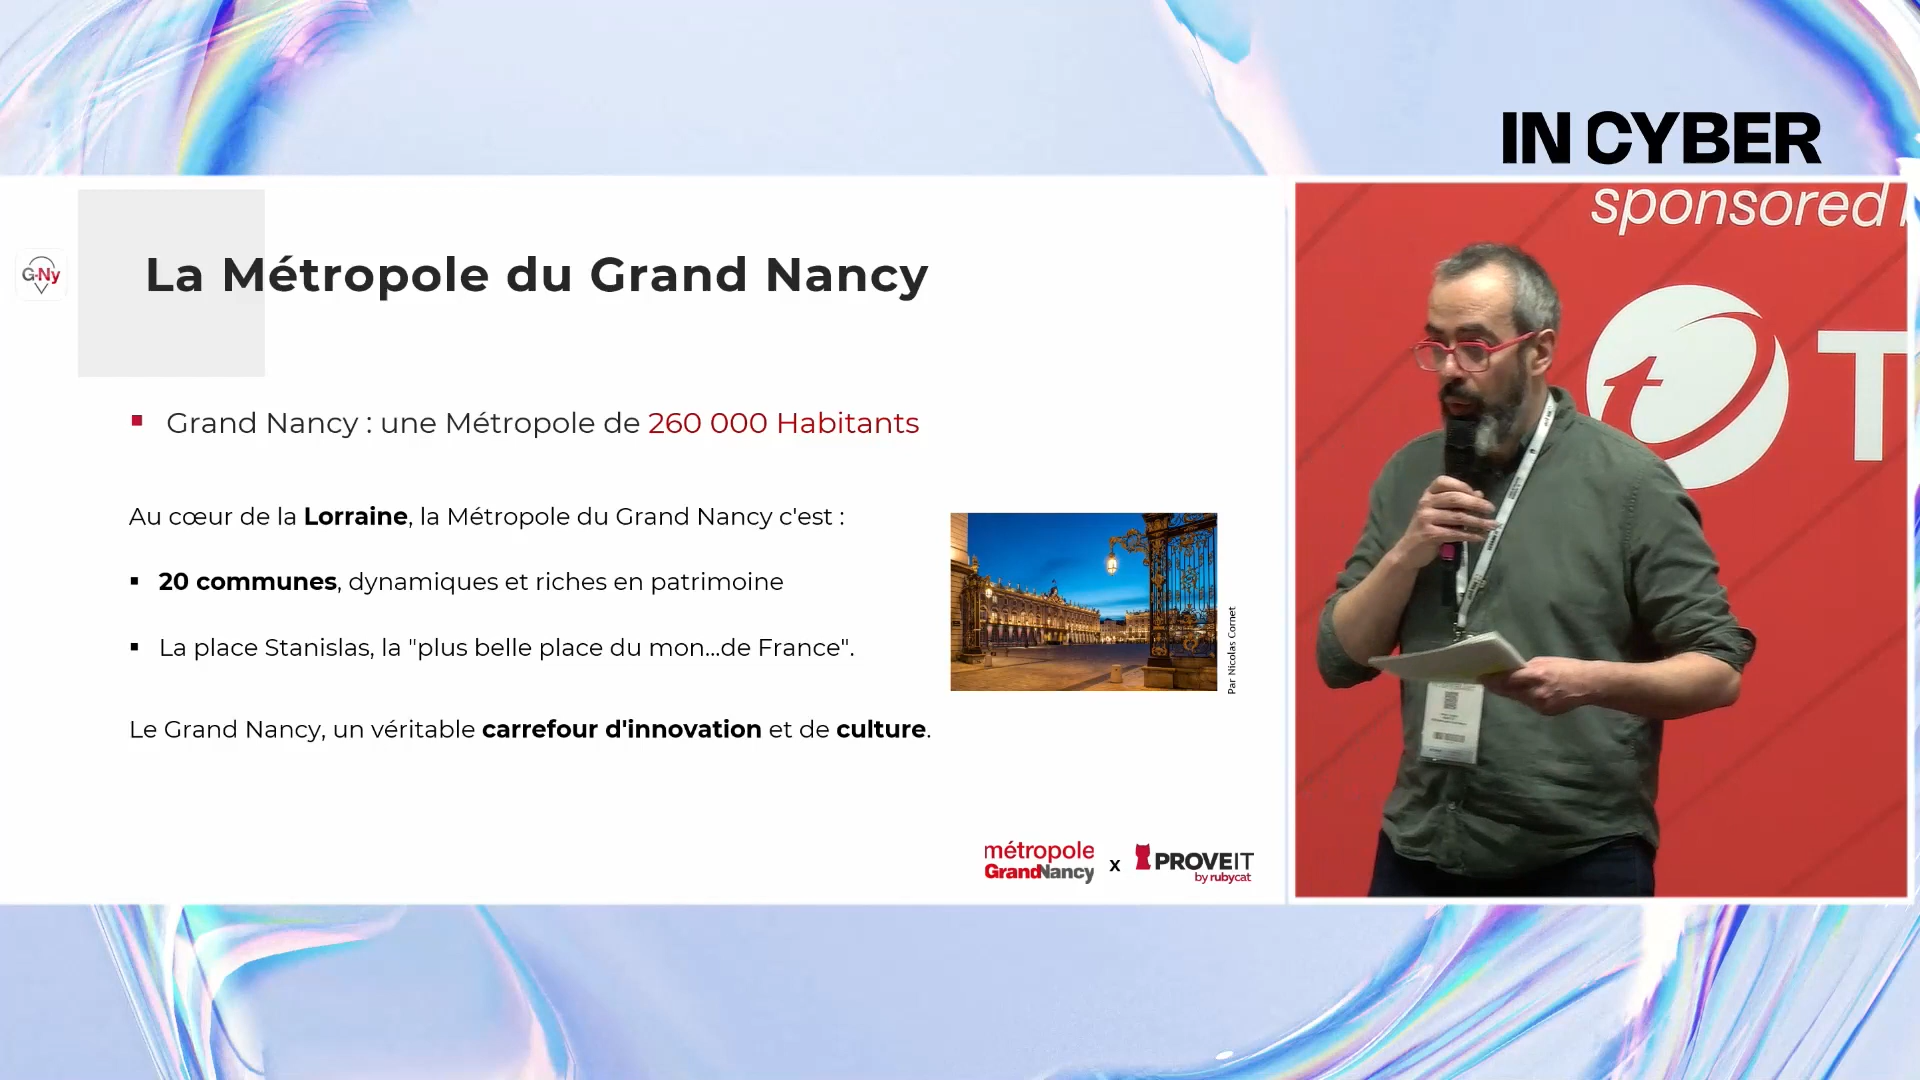 IN CYBER
G-Ny
La Métropole du Grand Nancy
Grand Nancy : une Métropole de 260 000 Habitants
Au cœur de la Lorraine, la Métropole du Grand Nancy c'est :
20 communes, dynamiques et riches en patrimoine
La place Stanislas, la "plus belle place du mon...de France".
Le Grand Nancy, un véritable carrefour d'innovation et de culture.
Par Nicolas Cornet
métropole
GrandNancy
x
PROVEIT
by rubycat
sponsored
T